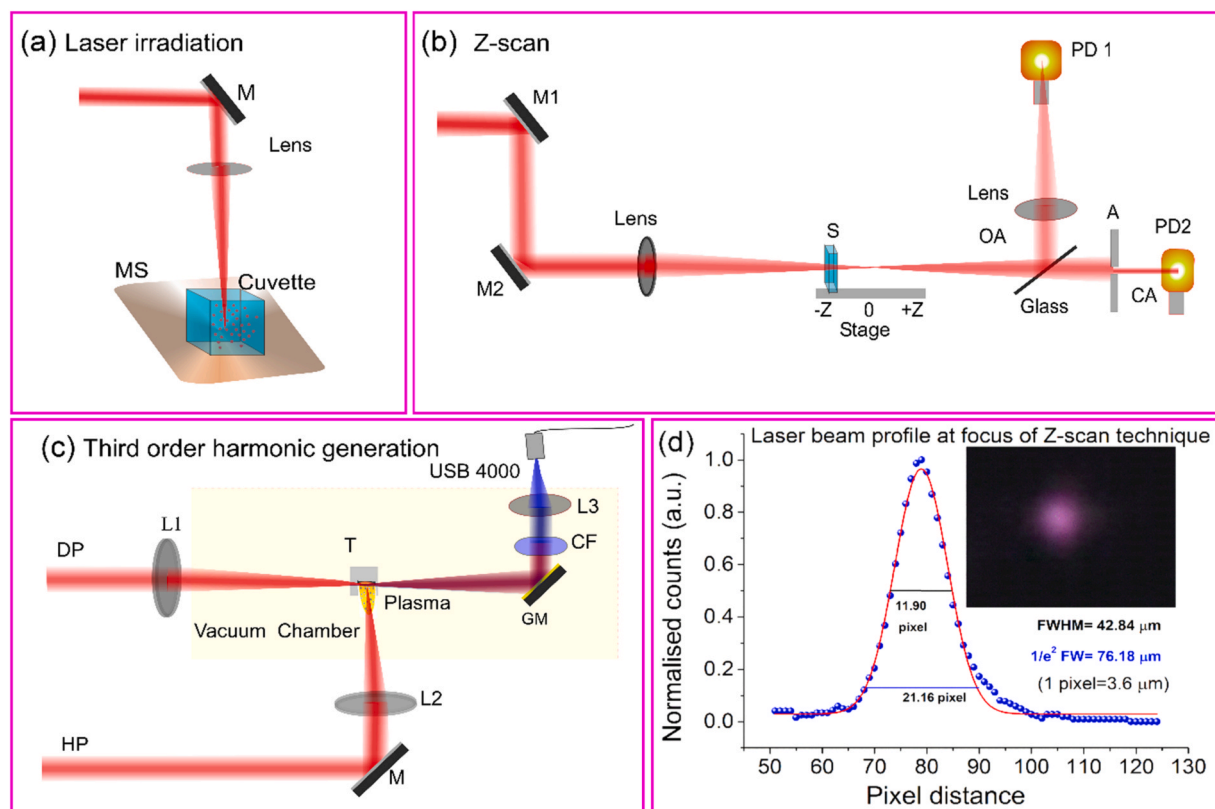 (a) Laser irradiation
M
Lens
MS
Cuvette
(b) Z-scan
PD 1
M1
Lens
Lens
S
OA
A
PD2
M2
CA
-Z 0 +Z
Stage
Glass
(c) Third order harmonic generation
USB 4000
L1
L3
DP
T
CF
Plasma
GM
Vacuum Chamber
L2
HP
M
(d) Laser beam profile at focus of Z-scan technique
Normalised counts (a.u.)
1.0
0.8
0.6
0.4
0.2
0.0
11.90
pixel
21.16 pixel
FWHM= 42.84 μm
1/e² FW= 76.18 μm
(1 pixel=3.6 μm)
50 60 70 80 90 100 110 120 130
Pixel distance